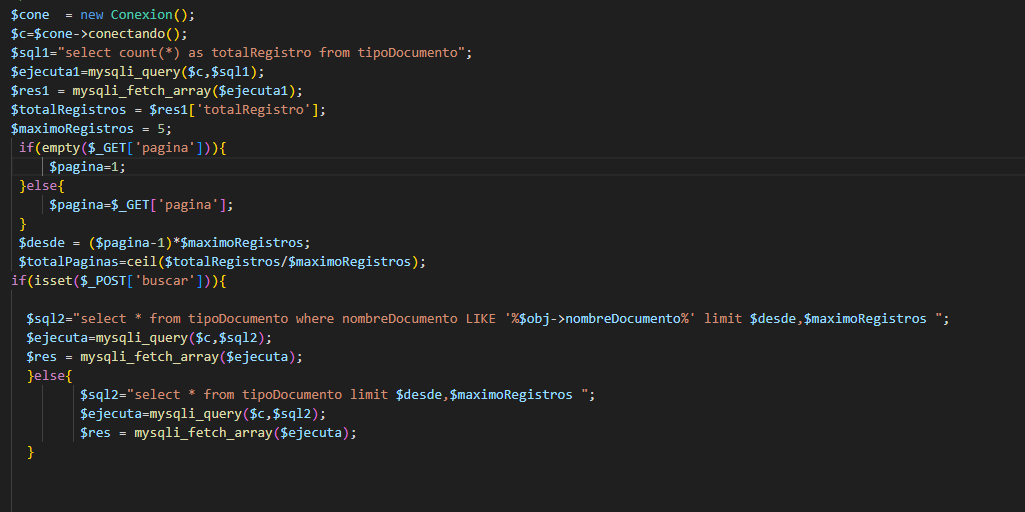 $cone  = new Conexion();
$c=$cone->conectando();
$sql1="select count(*) as totalRegistro from tipoDocumento";
$ejecuta1=mysqli_query($c,$sql1);
$res1 = mysqli_fetch_array($ejecuta1);
$totalRegistros = $res1['totalRegistro'];
$maximoRegistros = 5;
if(empty($_GET['pagina'])){
$pagina=1;
}else{
$pagina=$_GET['pagina'];
}
$desde = ($pagina-1)*$maximoRegistros;
$totalPaginas=ceil($totalRegistros/$maximoRegistros);
if(isset($_POST['buscar'])){
$sql2="select * from tipoDocumento where nombreDocumento LIKE '%$obj->nombreDocumento%' limit $desde,$maximoRegistros ";
$ejecuta=mysqli_query($c,$sql2);
$res = mysqli_fetch_array($ejecuta);
}else{
$sql2="select * from tipoDocumento limit $desde,$maximoRegistros ";
$ejecuta=mysqli_query($c,$sql2);
$res = mysqli_fetch_array($ejecuta);
}